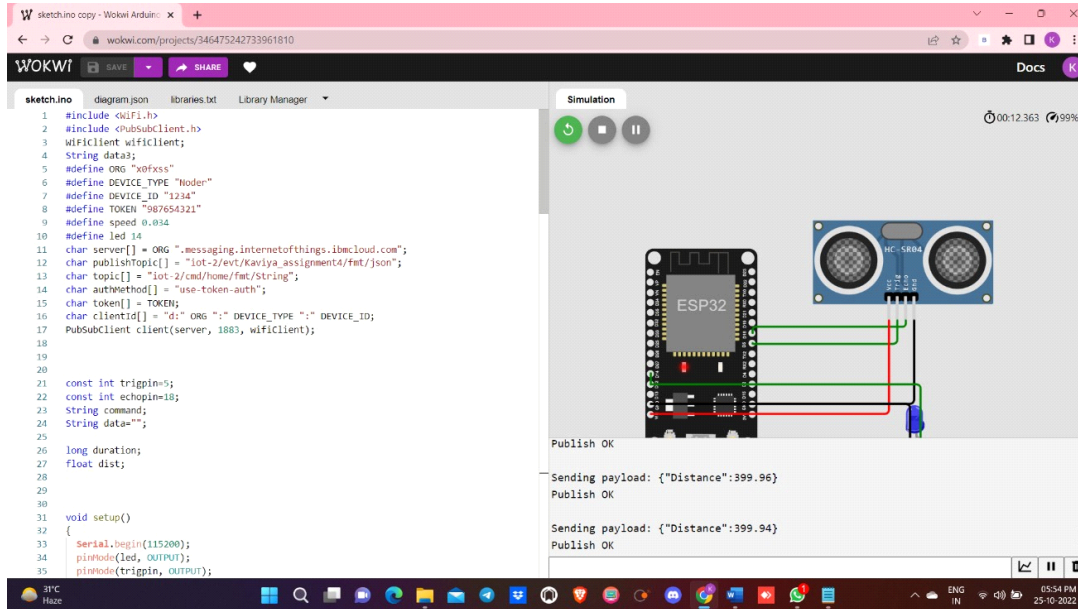 sketch.ino copy - Wokwi Arduino
wokwi.com/projects/346475242733961810
WOKWI SAVE SHARE Docs K
sketch.ino diagram.json libraries.txt Library Manager
1 #include <WiFi.h>
2 #include <PubSubClient.h>
3 WiFiClient wifiClient;
4 String data3;
5 #define ORG "x0fxss"
6 #define DEVICE_TYPE "Noder"
7 #define DEVICE_ID "1234"
8 #define TOKEN "987654321"
9 #define speed 0.034
10 #define led 14
11 char server[] = ORG ".messaging.internetofthings.ibmcloud.com";
12 char publishTopic[] = "iot-2/evt/Kaviya_assignment4/fmt/json";
13 char topic[] = "iot-2/cmd/home/fmt/String";
14 char authMethod[] = "use-token-auth";
15 char token[] = TOKEN;
16 char clientId[] = "d:" ORG ":" DEVICE_TYPE ":" DEVICE_ID;
17 PubSubClient client(server, 1883, wifiClient);
18
19
20
21 const int trigpin=5;
22 const int echopin=18;
23 String command;
24 String data="";
25
26 long duration;
27 float dist;
28
29
30
31 void setup()
32 {
33 Serial.begin(115200);
34 pinMode(led, OUTPUT);
35 pinMode(trigpin, OUTPUT);
Simulation
00:12.363 99%
HC-SR04
Vcc Trig Echo Gnd
ESP32
Publish OK
Sending payload: {"Distance":399.96}
Publish OK
Sending payload: {"Distance":399.94}
Publish OK
31°C
Haze
ENG
IN
05:54 PM
25-10-2022